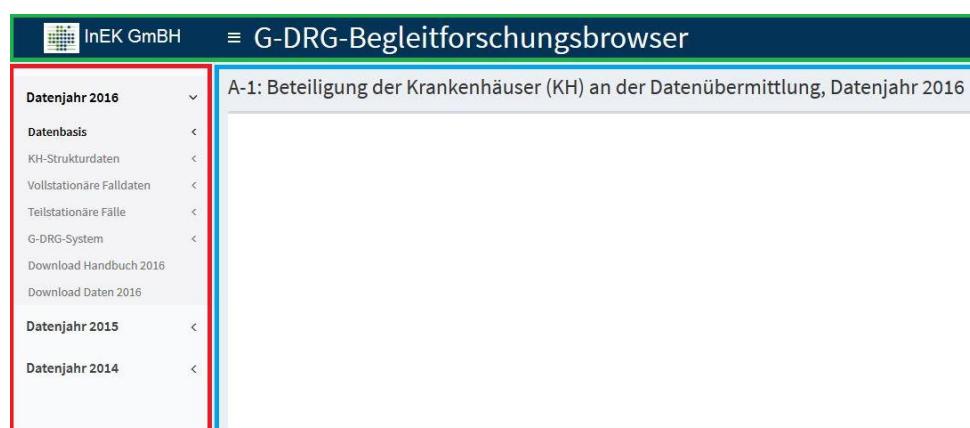 InEK GmBH
≡ G-DRG-Begleitforschungsbrowser
Datenjahr 2016
Datenbasis
KH-Strukturdaten
Vollstationäre Falldaten
Teilstationäre Fälle
G-DRG-System
Download Handbuch 2016
Download Daten 2016
Datenjahr 2015
Datenjahr 2014
A-1: Beteiligung der Krankenhäuser (KH) an der Datenübermittlung, Datenjahr 2016